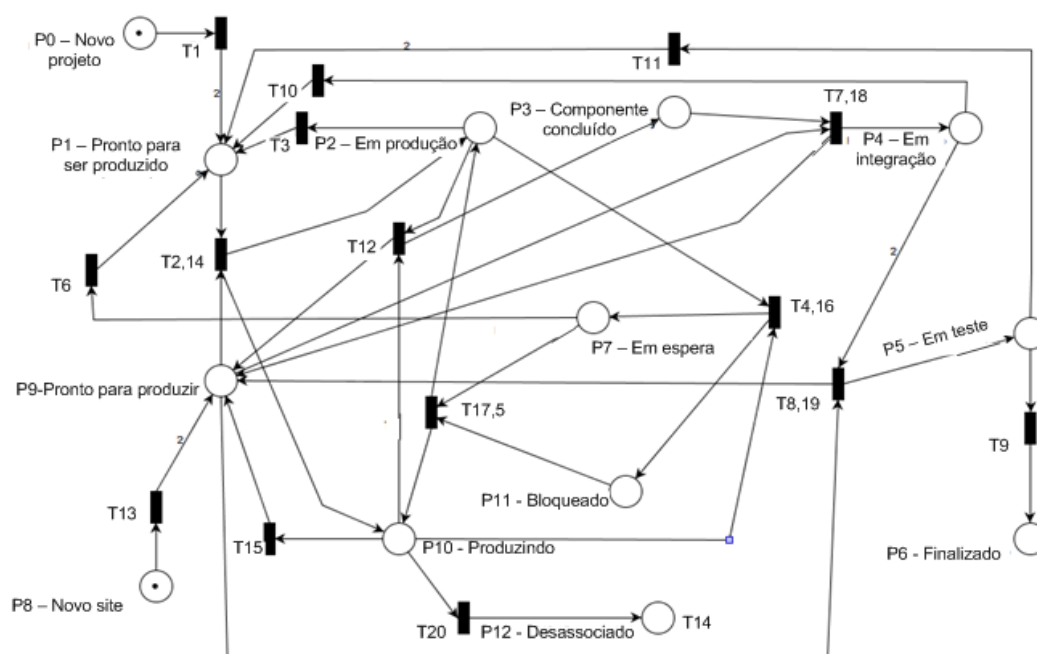 P0 – Novo
projeto
T1
2
T11
2
T10
T7,18
P3 – Componente
concluído
P1 – Pronto para
ser produzido
T3
P2 – Em produção
P4 – Em
integração
T12
T2,14
T6
2
T4,16
P7 – Em espera
P5 – Em teste
P9-Pronto para produzir
T17,5
T8,19
T9
2
T13
P11 - Bloqueado
T15
P10 - Produzindo
P6 - Finalizado
P8 – Novo site
T20
P12 - Desassociado
T14